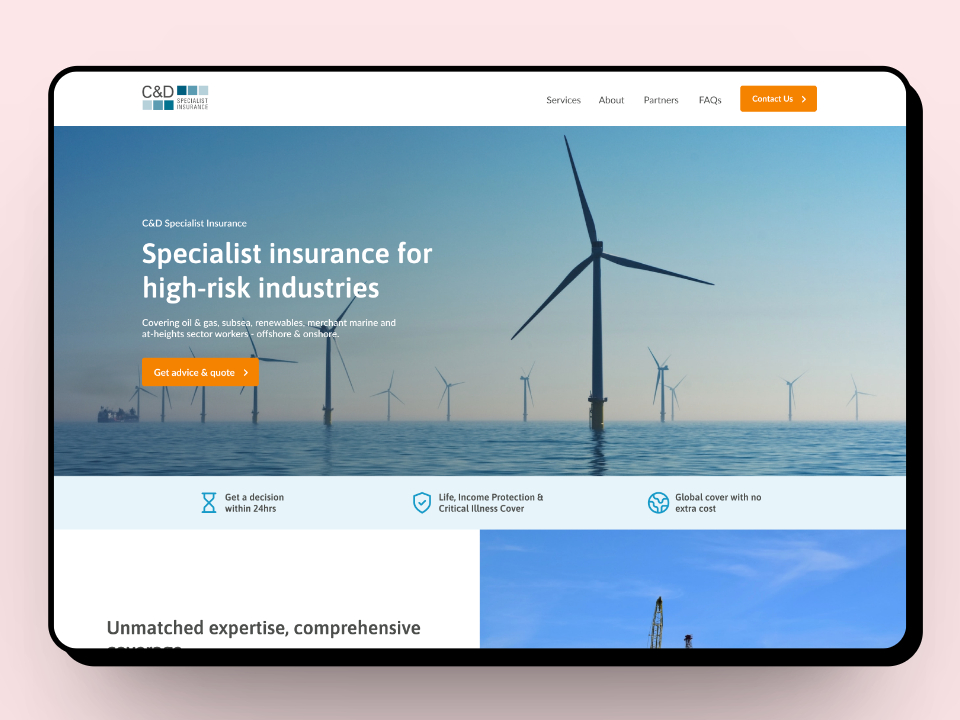 C&D
SPECIALIST
INSURANCE
Services About Partners FAQs Contact Us
C&D Specialist Insurance
Specialist insurance for
high-risk industries
Covering oil & gas, subsea, renewables, merchant marine and
at-heights sector workers - offshore & onshore.
Get advice & quote
Get a decision
within 24hrs
Life, Income Protection &
Critical Illness Cover
Global cover with no
extra cost
Unmatched expertise, comprehensive